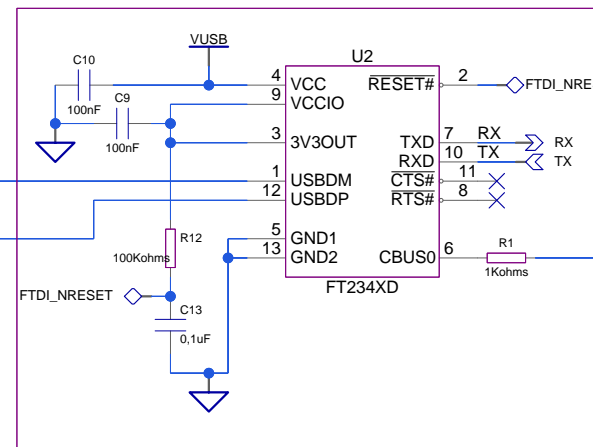 VUSB
U2
C10
100nF
C9
100nF
4 VCC
9 VCCIO
3 3V3OUT
1 USBDM
12 USBDP
5 GND1
13 GND2
RESET# 2
FTDI_NRE
TXD 7 RX RX
RXD 10 TX TX
CTS# 11
RTS# 8
CBUS0 6
R1
1Kohms
FT234XD
R12
100Kohms
FTDI_NRESET
C13
0,1uF